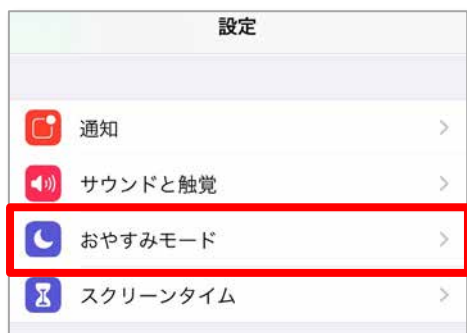 設定
通知
サウンドと触覚
おやすみモード
スクリーンタイム